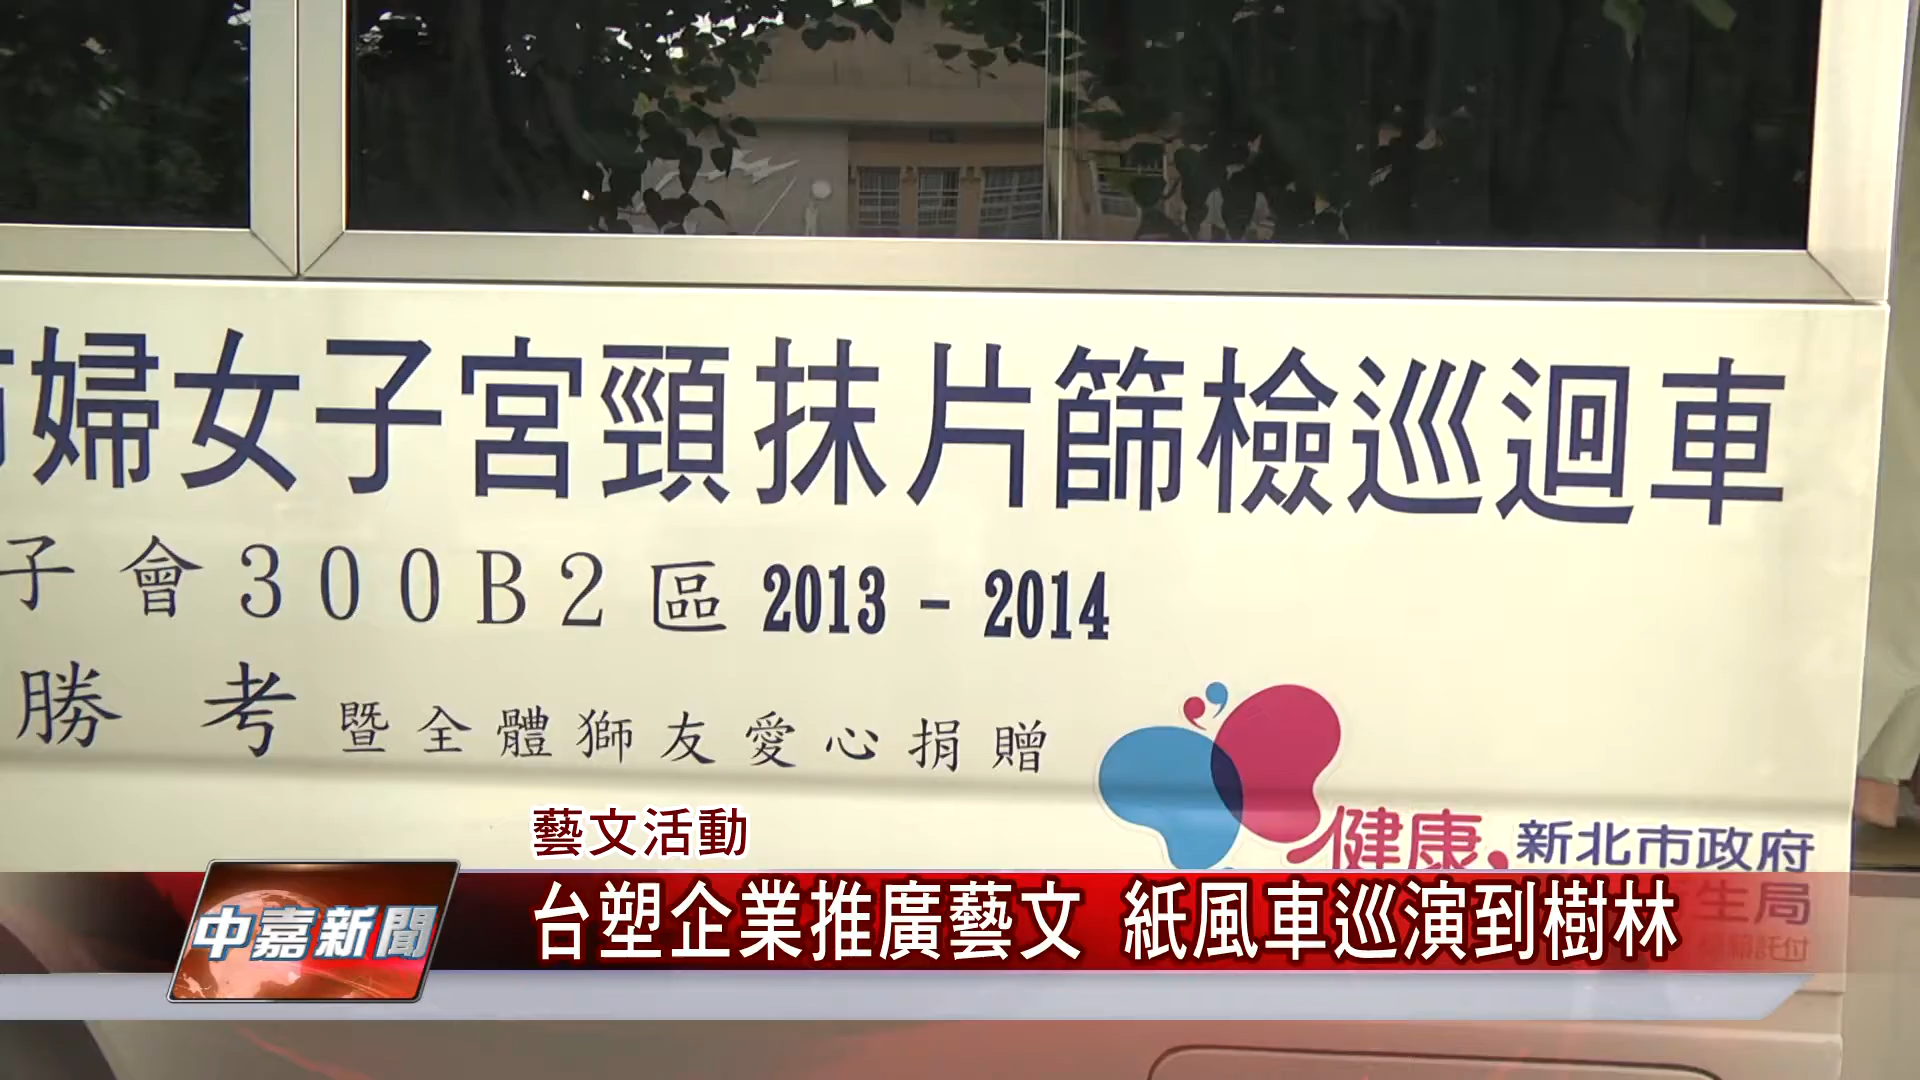 婦女子宮頸抹片篩檢巡迴車
子會300B2區 2013 - 2014
勝考 暨全體獅友愛心捐贈
健康,新北市政府
生局
藝文活動
中嘉新聞
台塑企業推廣藝文 紙風車巡演到樹林